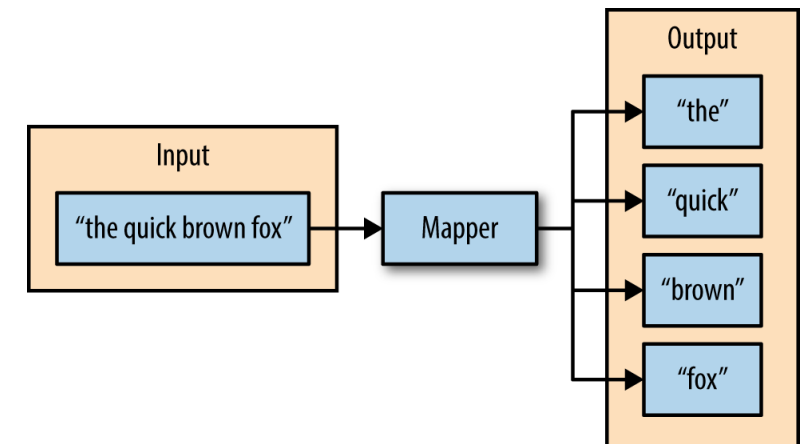 Input
“the quick brown fox”
Mapper
Output
“the”
“quick”
“brown”
“fox”